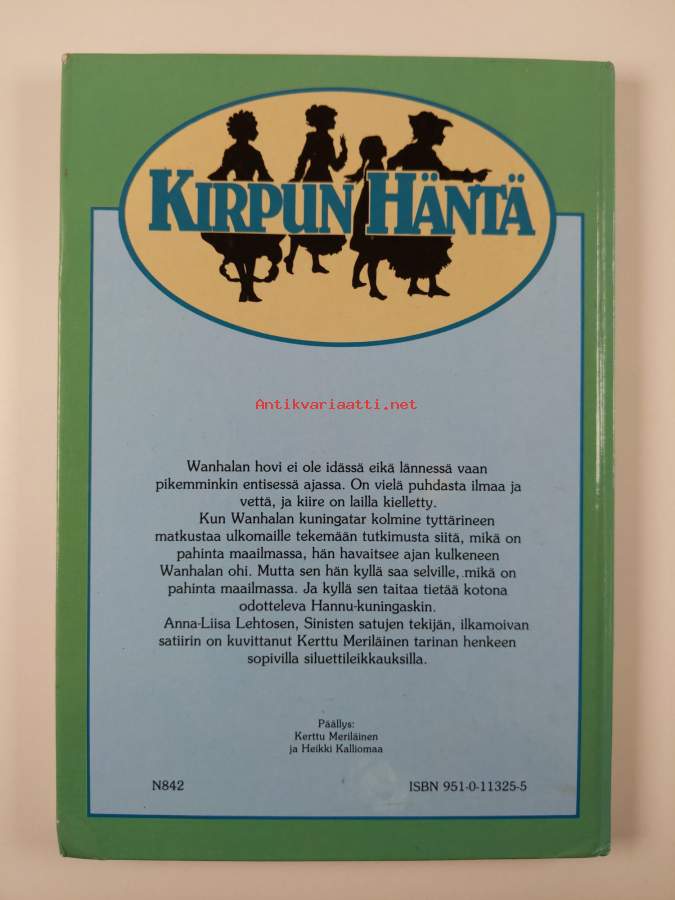 KIRPUN HÄNTÄ
Antikvariaatti.net
Wanhalan hovi ei ole idässä eikä lännessä vaan
pikemminkin entisessä ajassa. On vielä puhdasta ilmaa ja
vettä, ja kiire on lailla kielletty.
Kun Wanhalan kuningatar kolmine tyttärineen
matkustaa ulkomaille tekemään tutkimusta siitä, mikä on
pahinta maailmassa, hän havaitsee ajan kulkeneen
Wanhalan ohi. Mutta sen hän kyllä saa selville, mikä on
pahinta maailmassa. Ja kyllä sen taitaa tietää kotona
odotteleva Hannu-kuningaskin.
Anna-Liisa Lehtosen, Sinisten satujen tekijän, ilkamoivan
satiirin on kuvittanut Kerttu Meriläinen tarinan henkeen
sopivilla siluettileikkauksilla.
Päällys:
Kerttu Meriläinen
ja Heikki Kalliomaa
N842 ISBN 951-0-11325-5